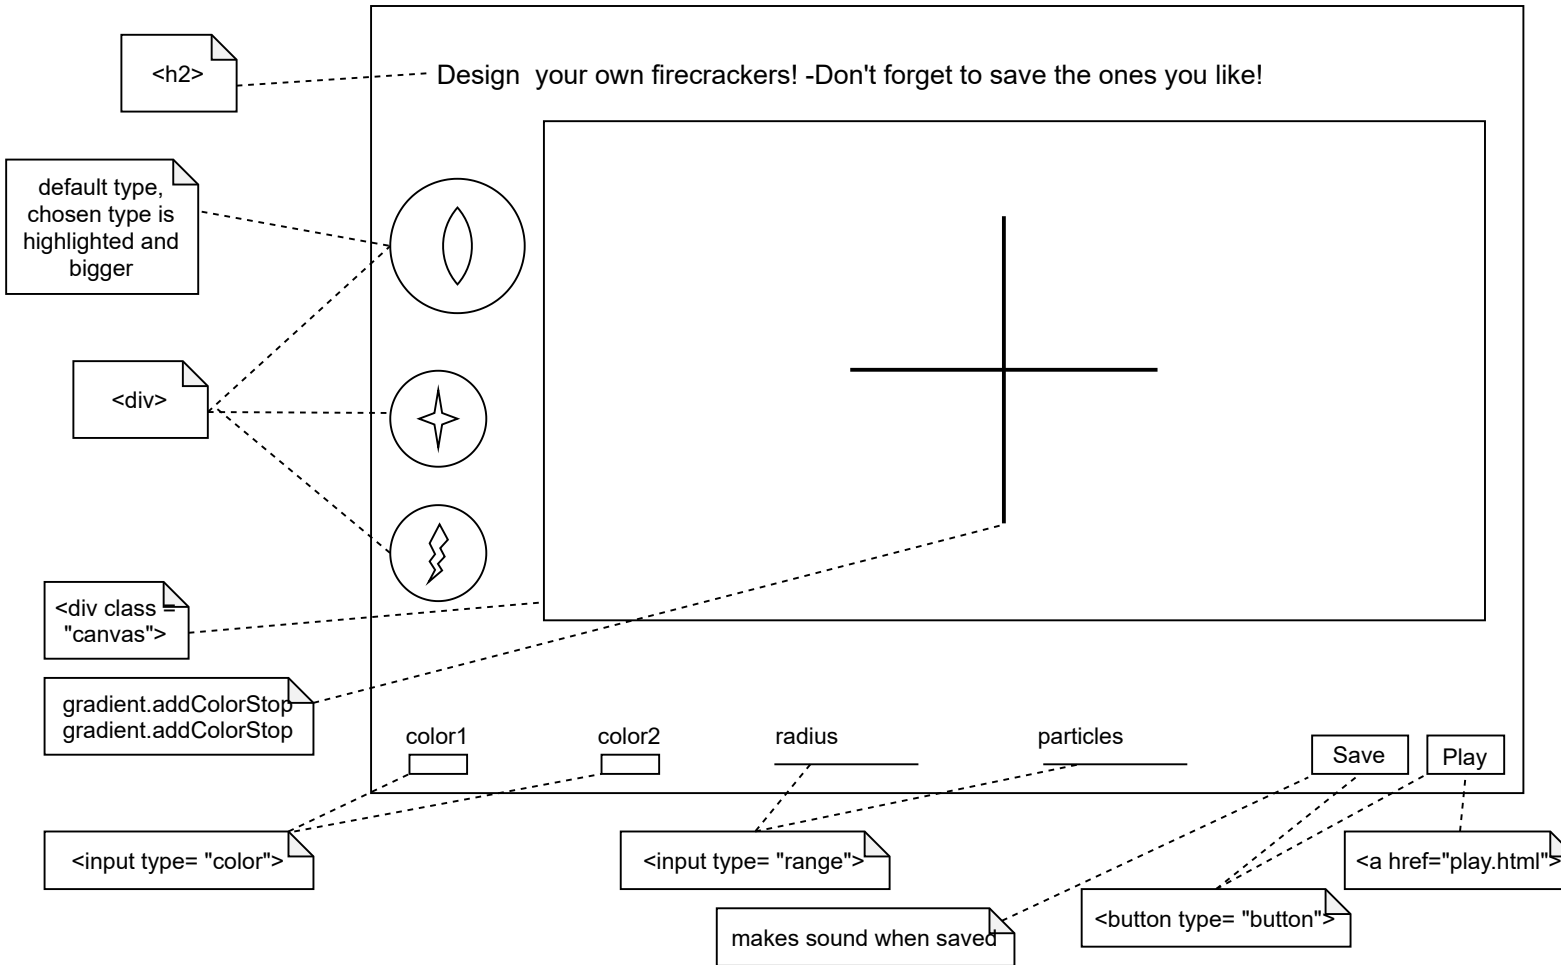 <h2>
Design  your own firecrackers! -Don't forget to save the ones you like!
default type,
chosen type is
highlighted and
bigger
<div>
<div class =
"canvas">
gradient.addColorStop
gradient.addColorStop
color1
color2
radius
particles
Save
Play
<input type= "color">
<input type= "range">
<a href="play.html">
<button type= "button">
makes sound when saved